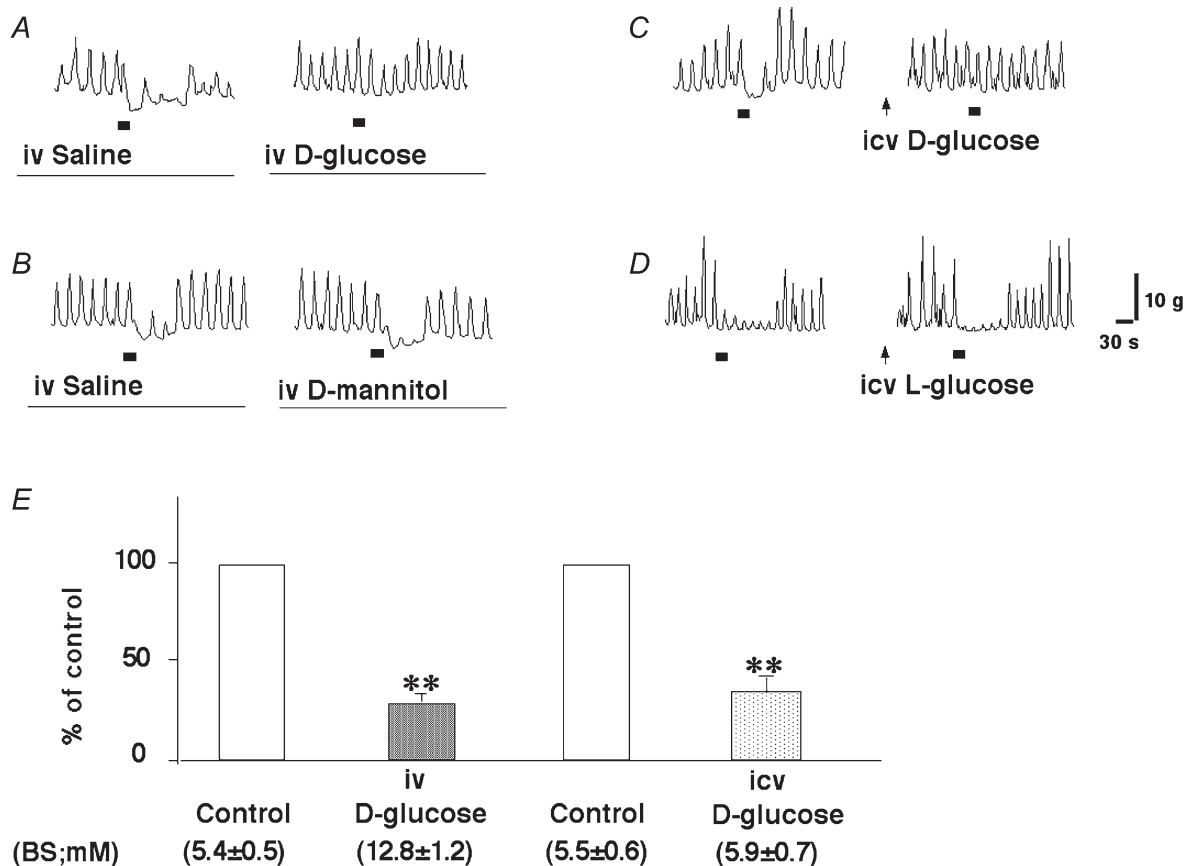 A
iv Saline
iv D-glucose
C
icv D-glucose
B
iv Saline
iv D-mannitol
D
icv L-glucose
10 g
30 s
E
% of control
100
50
0
**
**
Control
iv
D-glucose
Control
icv
D-glucose
(BS;mM)
(5.4±0.5)
(12.8±1.2)
(5.5±0.6)
(5.9±0.7)